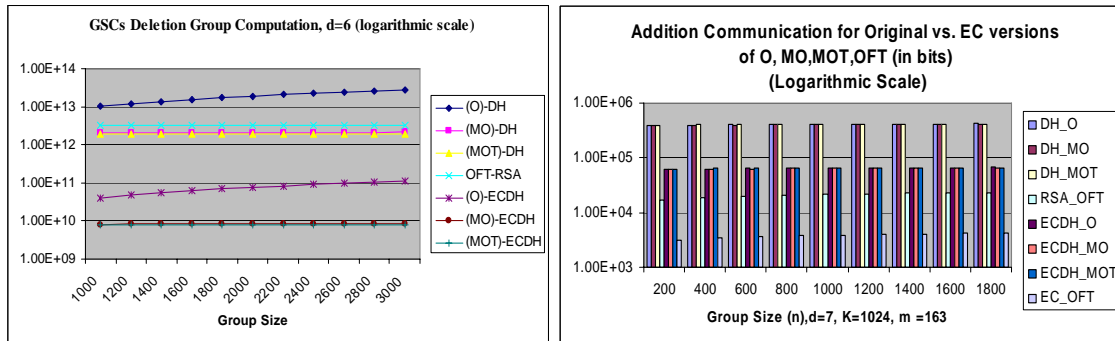 GSCs Deletion Group Computation, d=6 (logarithmic scale)
1.00E+14
1.00E+13
1.00E+12
1.00E+11
1.00E+10
1.00E+09
1000
1200
1400
1600
1800
2000
2200
2400
2600
2800
3000
Group Size
(O)-DH
(MO)-DH
(MOT)-DH
OFT-RSA
(O)-ECDH
(MO)-ECDH
(MOT)-ECDH
Addition Communication for Original vs. EC versions
of O, MO,MOT,OFT (in bits)
(Logarithmic Scale)
1.00E+06
1.00E+05
1.00E+04
1.00E+03
200
400
600
800
1000
1200
1400
1600
1800
Group Size (n),d=7, K=1024, m =163
DH_O
DH_MO
DH_MOT
RSA_OFT
ECDH_O
ECDH_MO
ECDH_MOT
EC_OFT